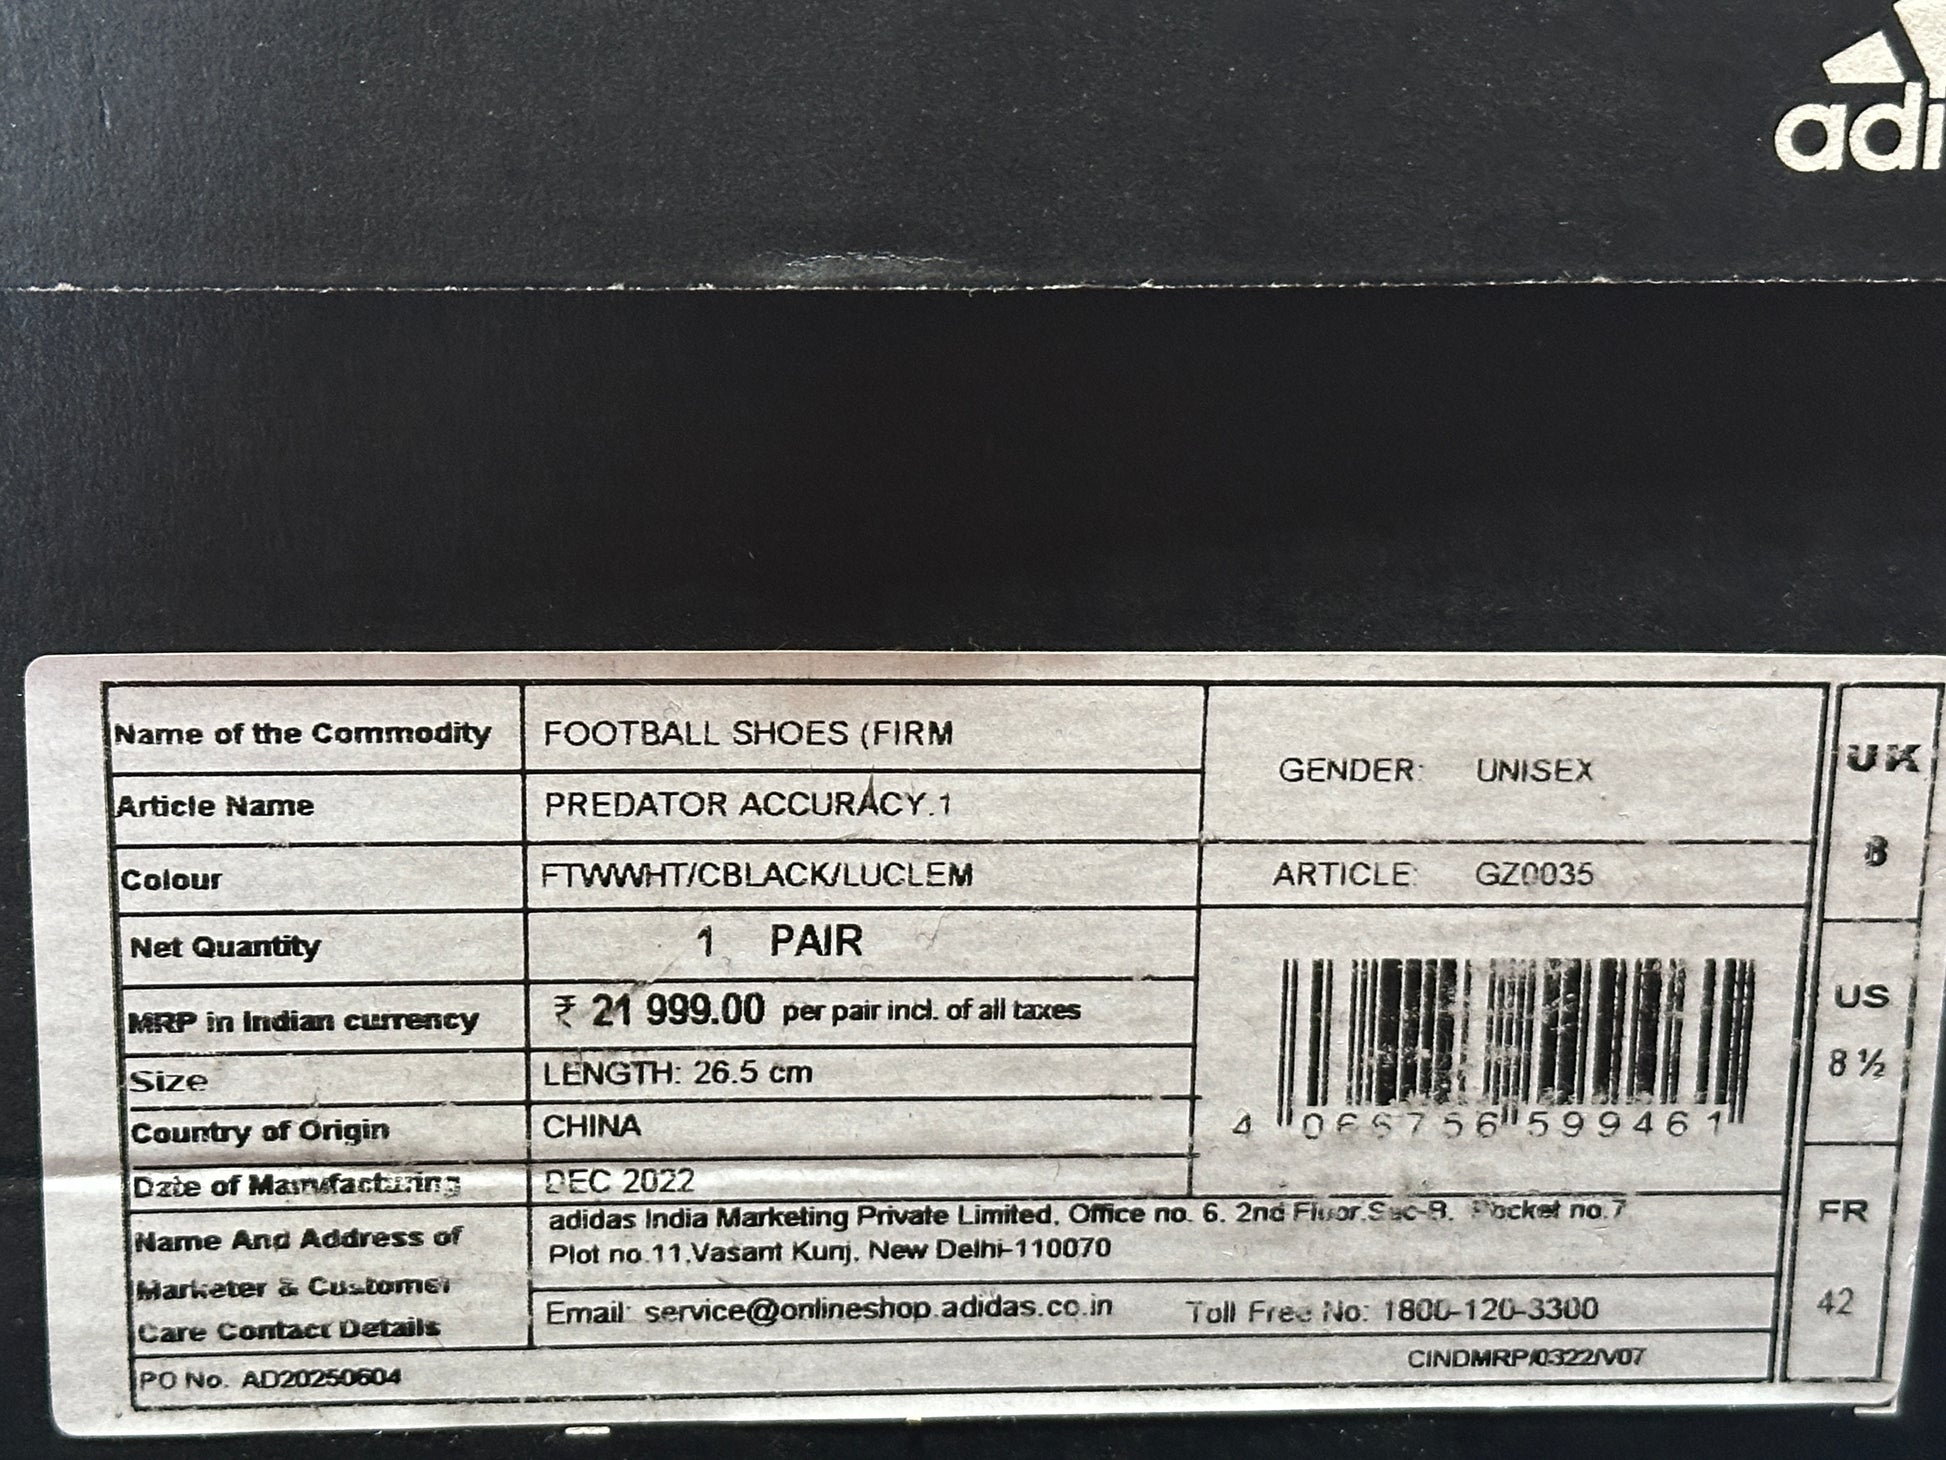 adi
Name of the Commodity FOOTBALL SHOES (FIRM
GENDER: UNISEX
Article Name PREDATOR ACCURACY.1
Colour FTWWHT/CBLACK/LUCLEM
ARTICLE: GZ0035
Net Quantity 1 PAIR
MRP in Indian currency ₹ 21 999.00 per pair incl. of all taxes
Size LENGTH: 26.5 cm
Country of Origin CHINA
4 066756 599461
Date of Manufacturing DEC 2022
Name And Address of
Marketer & Customer
Care Contact Details
adidas India Marketing Private Limited, Office no. 6, 2nd Floor,Sec-B, Pocket no.7
Plot no.11,Vasant Kunj, New Delhi-110070
Email: service@onlineshop.adidas.co.in Toll Free No: 1800-120-3300
PO No. AD20250604
CINDMRP/0322/V07
UK
8
US
8 ½
FR
42